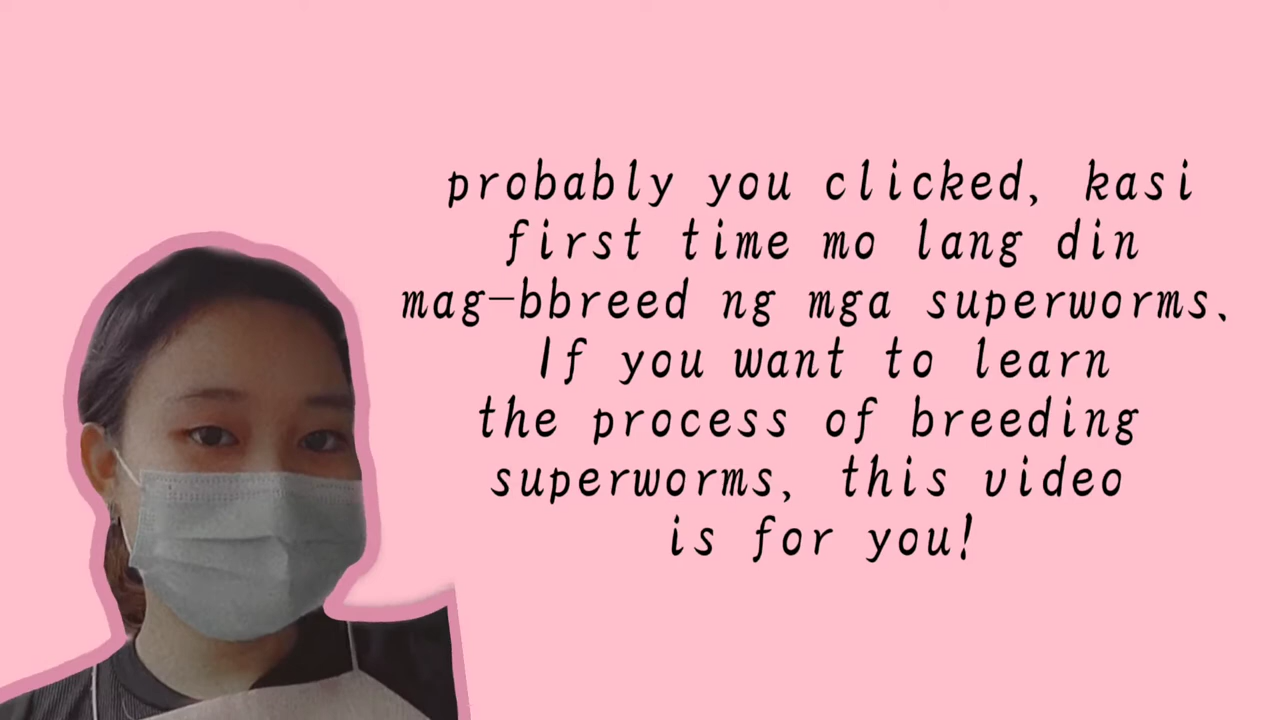 probably you clicked, kasi
first time mo lang din
mag-bbreed ng mga superworms.
If you want to learn
the process of breeding
superworms, this video
is for you!